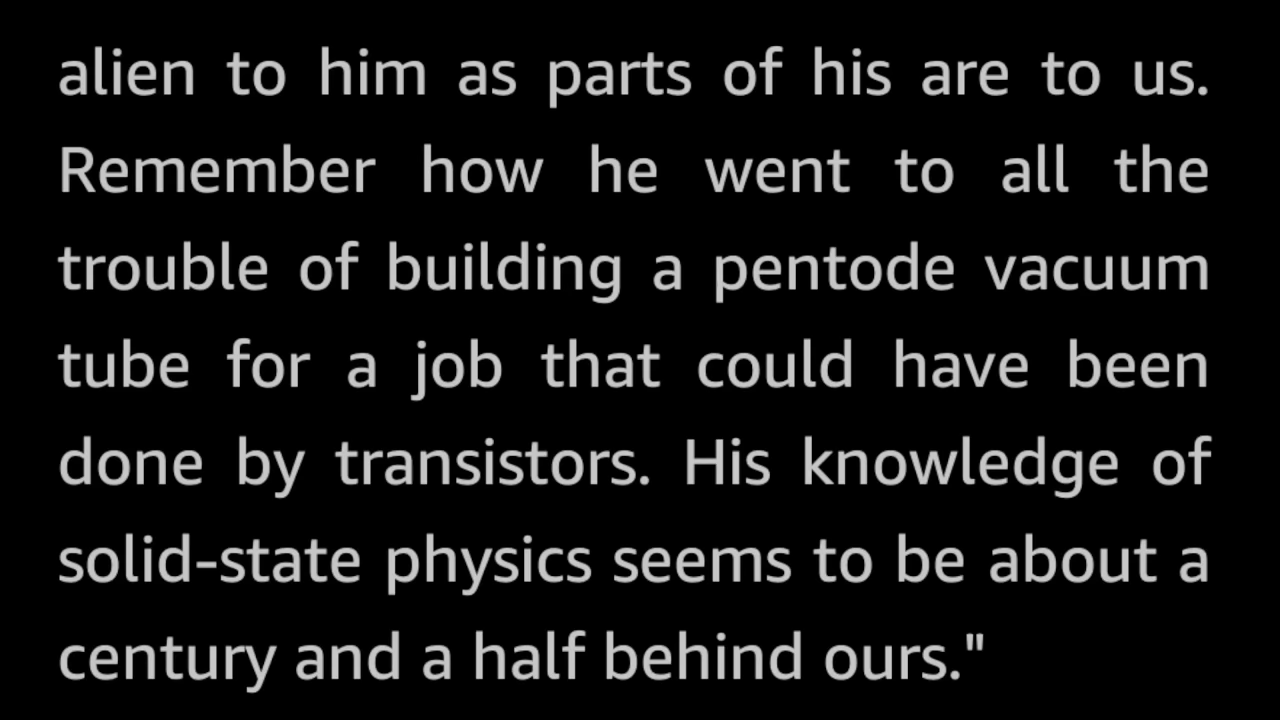 alien to him as parts of his are to us.
Remember how he went to all the
trouble of building a pentode vacuum
tube for a job that could have been
done by transistors. His knowledge of
solid-state physics seems to be about a
century and a half behind ours."